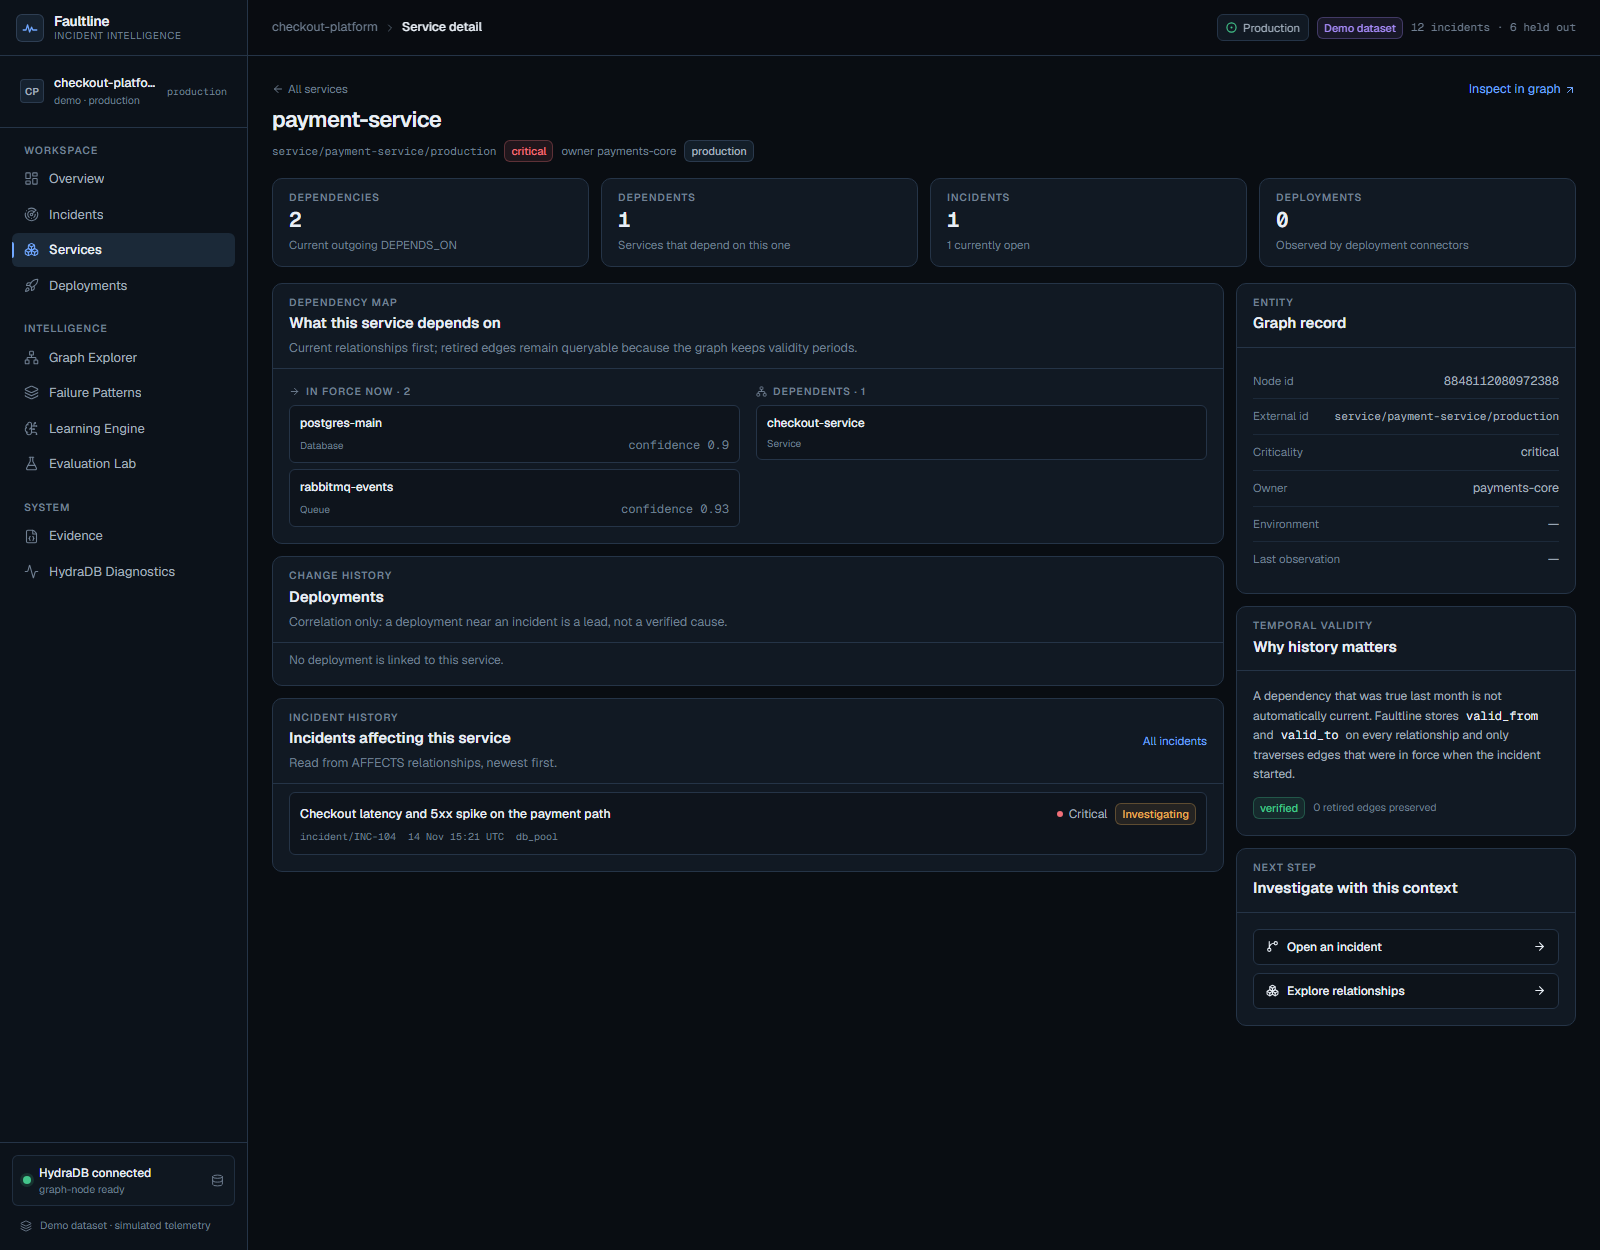 Faultline
INCIDENT INTELLIGENCE
checkout-platfo...
demo · production
production
CP
WORKSPACE
Overview
Incidents
Services
Deployments
INTELLIGENCE
Graph Explorer
Failure Patterns
Learning Engine
Evaluation Lab
SYSTEM
Evidence
HydraDB Diagnostics
HydraDB connected
graph-node ready
Demo dataset · simulated telemetry
checkout-platform
Service detail
Production
Demo dataset
12 incidents · 6 held out
← All services
Inspect in graph
payment-service
service/payment-service/production
critical
owner payments-core
production
DEPENDENCIES
2
Current outgoing DEPENDS_ON
DEPENDENTS
1
Services that depend on this one
INCIDENTS
1
1 currently open
DEPLOYMENTS
0
Observed by deployment connectors
DEPENDENCY MAP
What this service depends on
Current relationships first; retired edges remain queryable because the graph keeps validity periods.
IN FORCE NOW · 2
postgres-main
Database
confidence 0.9
rabbitmq-events
Queue
confidence 0.93
DEPENDENTS · 1
checkout-service
Service
CHANGE HISTORY
Deployments
Correlation only: a deployment near an incident is a lead, not a verified cause.
No deployment is linked to this service.
INCIDENT HISTORY
Incidents affecting this service
Read from AFFECTS relationships, newest first.
All incidents
Checkout latency and 5xx spike on the payment path
Critical
Investigating
incident/INC-104 14 Nov 15:21 UTC db_pool
ENTITY
Graph record
Node id
8848112080972388
External id
service/payment-service/production
Criticality
critical
Owner
payments-core
Environment
—
Last observation
—
TEMPORAL VALIDITY
Why history matters
A dependency that was true last month is not
automatically current. Faultline stores valid_from
and valid_to on every relationship and only
traverses edges that were in force when the incident
started.
verified
0 retired edges preserved
NEXT STEP
Investigate with this context
Open an incident
Explore relationships